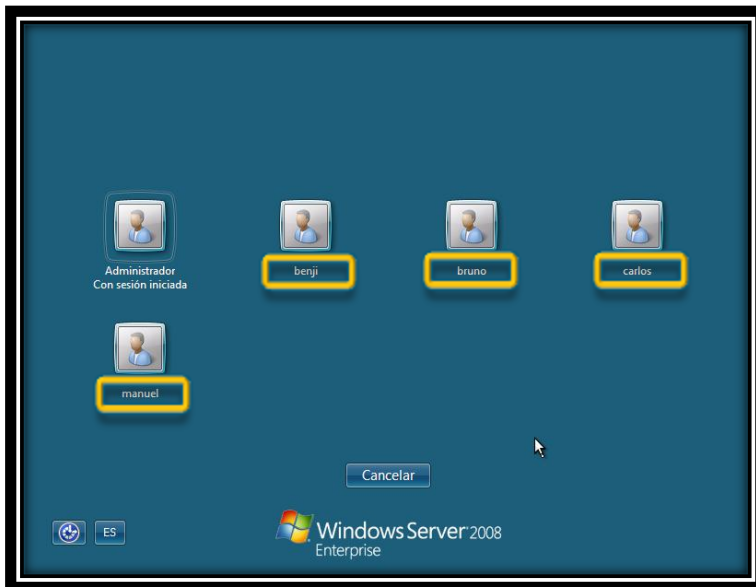 Administrador
Con sesión iniciada
benji
bruno
carlos
manuel
Cancelar
ES
Windows Server 2008
Enterprise